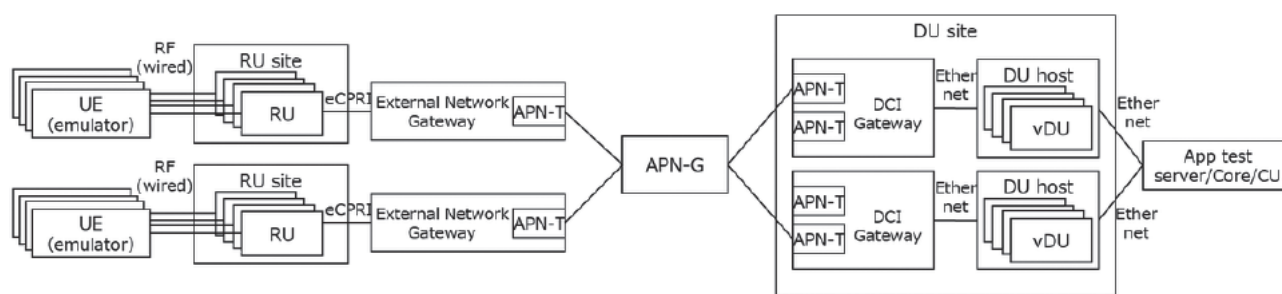 RF
(wired)
UE
(emulator)
RU site
RU
eCPRI
External Network
Gateway
APN-T
RF
(wired)
UE
(emulator)
RU site
RU
eCPRI
External Network
Gateway
APN-T
APN-G
DU site
APN-T
APN-T
DCI
Gateway
Ether
net
DU host
vDU
Ether
net
APN-T
APN-T
DCI
Gateway
Ether
net
DU host
vDU
Ether
net
App test
server/Core/CU